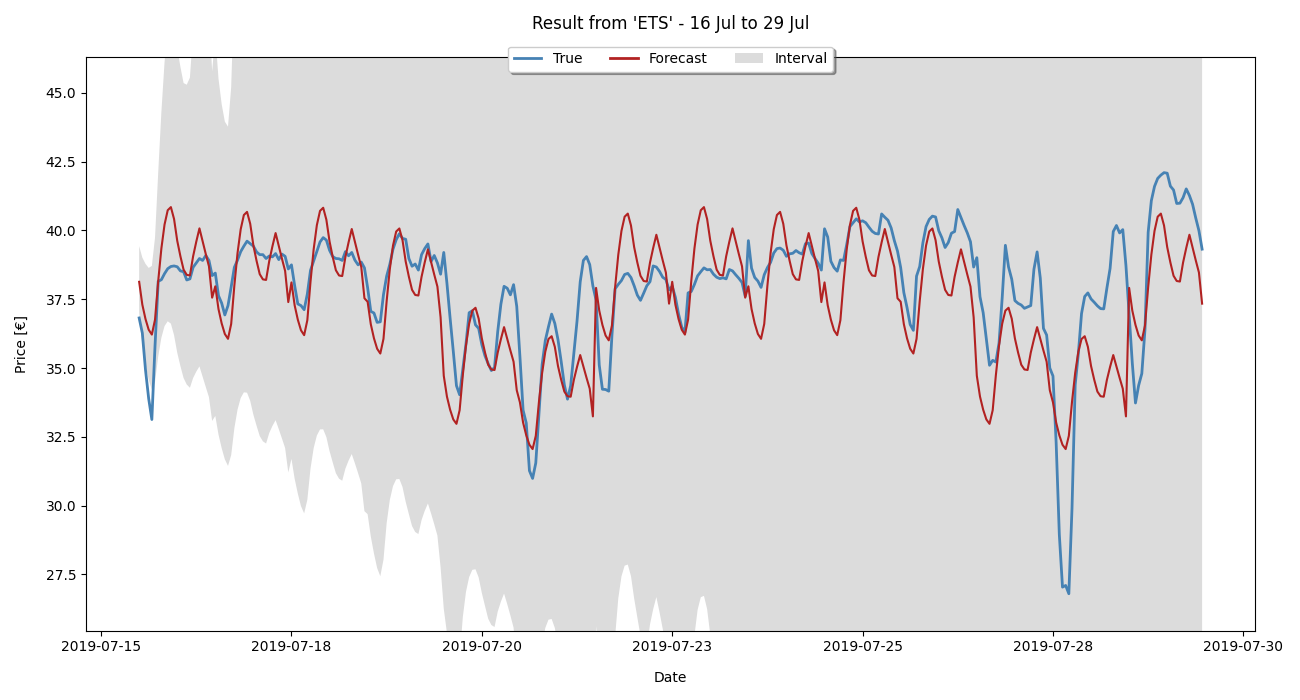 Result from 'ETS' - 16 Jul to 29 Jul
True Forecast Interval
Price [€]
45.0
42.5
40.0
37.5
35.0
32.5
30.0
27.5
2019-07-15 2019-07-18 2019-07-20 2019-07-23 2019-07-25 2019-07-28 2019-07-30
Date